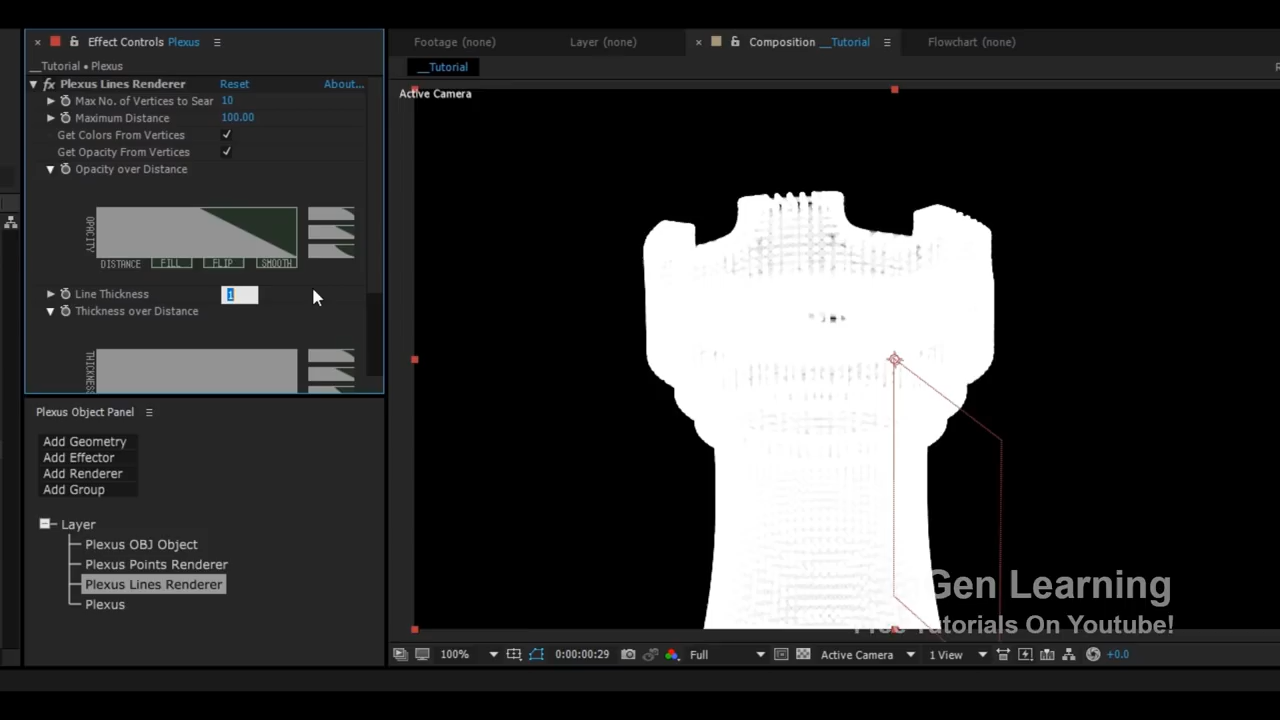 Effect Controls Plexus
__Tutorial • Plexus
Plexus Lines Renderer Reset About...
Max No. of Vertices to Sear 10
Maximum Distance 100.00
Get Colors From Vertices
Get Opacity From Vertices
Opacity over Distance
OPACITY
DISTANCE FILL FLIP SMOOTH
Line Thickness 1
Thickness over Distance
THICKNESS
Plexus Object Panel
Add Geometry
Add Effector
Add Renderer
Add Group
Layer
Plexus OBJ Object
Plexus Points Renderer
Plexus Lines Renderer
Plexus
Footage (none) Layer (none) Composition __Tutorial Flowchart (none)
__Tutorial
Active Camera
Gen Learning
Free Tutorials On Youtube!
100% 0:00:00:29 Full Active Camera 1 View +0.0